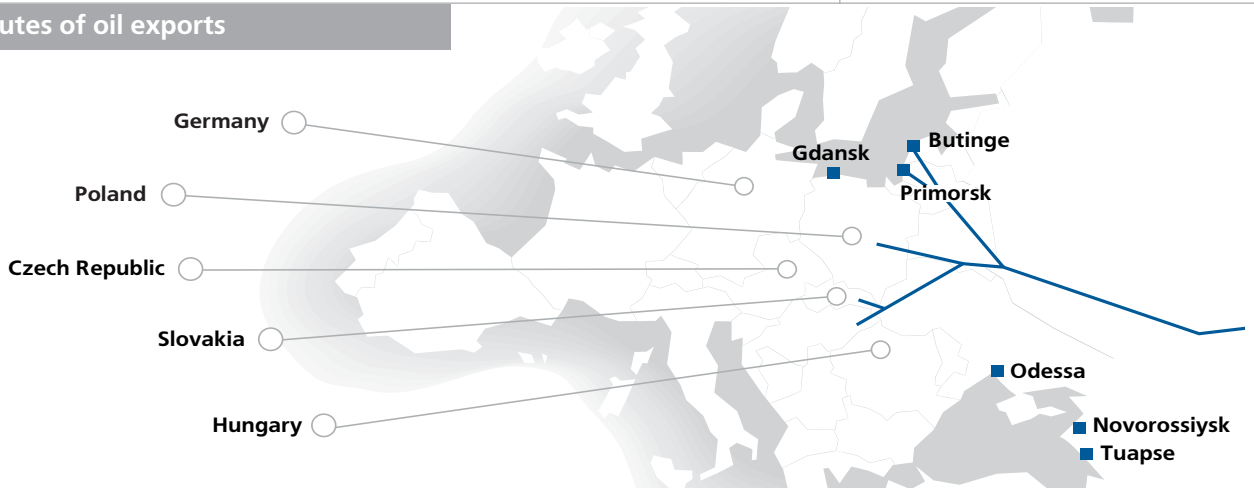 utes of oil exports
Germany
Gdansk
Butinge
Poland
Primorsk
Czech Republic
Slovakia
Odessa
Hungary
Novorossiysk
Tuapse